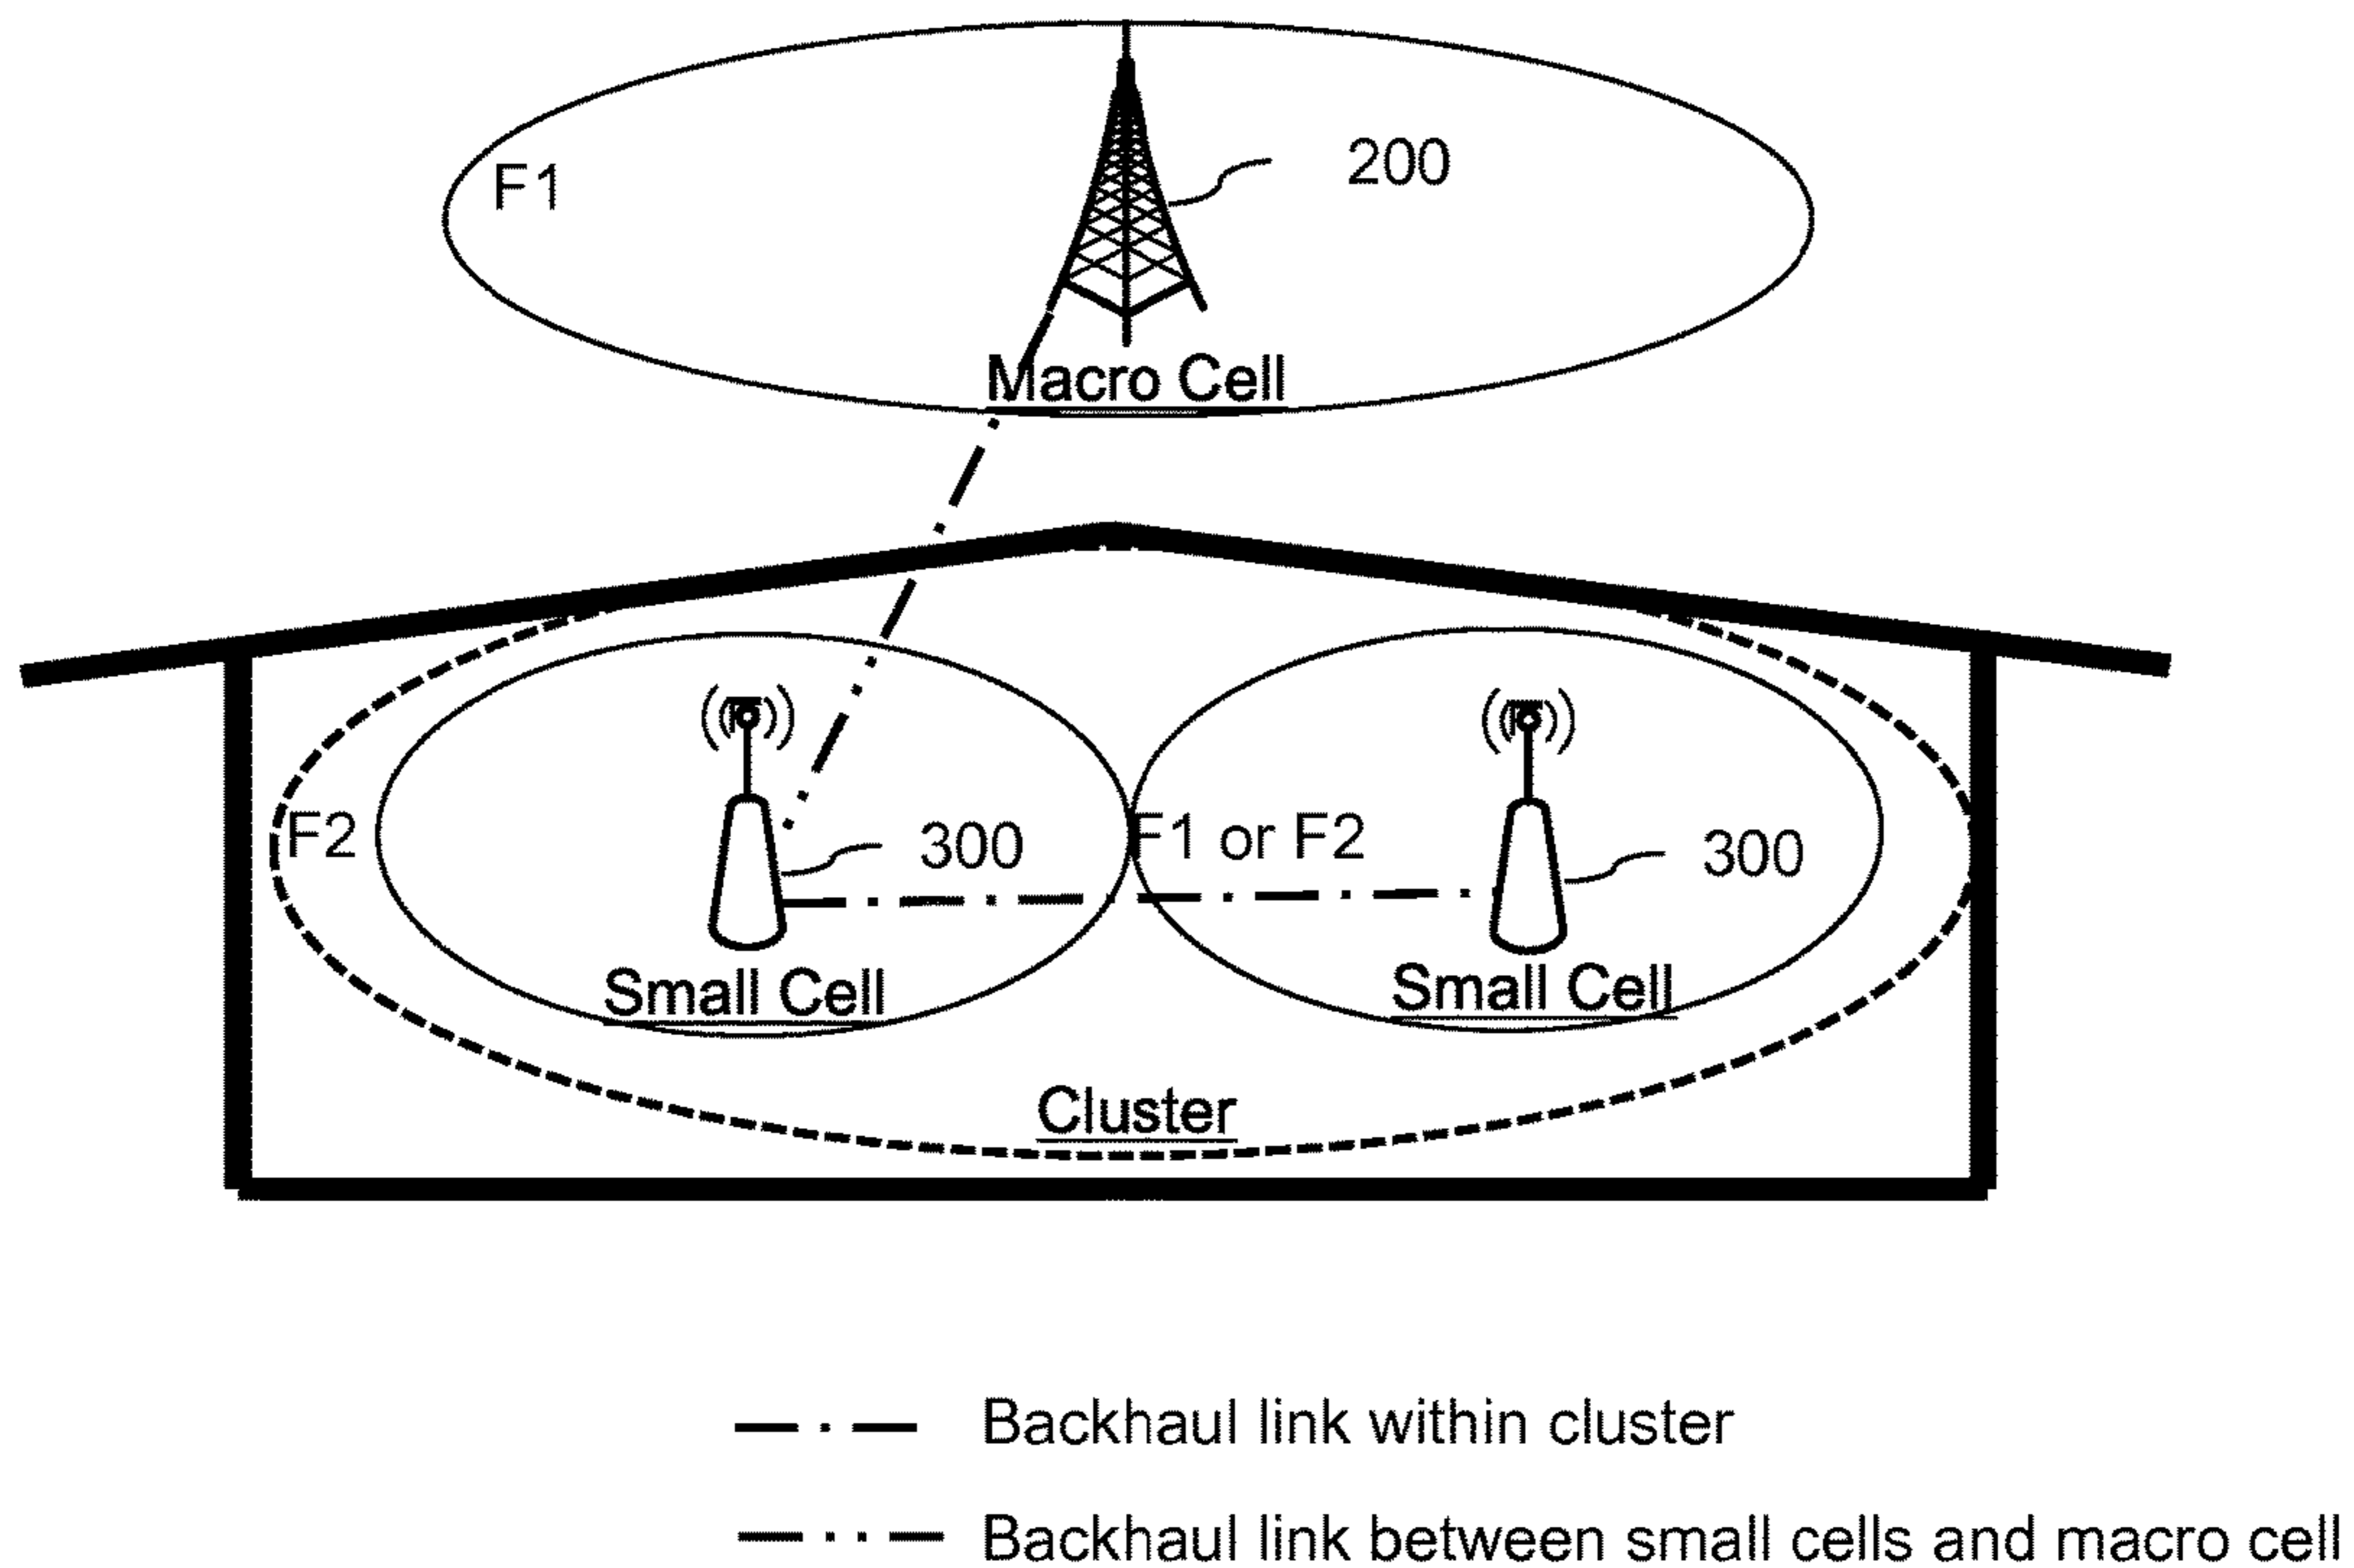 F1
200
Macro Cell
F2
300
F1 or F2
300
Small Cell
Small Cell
Cluster
Backhaul link within cluster
Backhaul link between small cells and macro cell